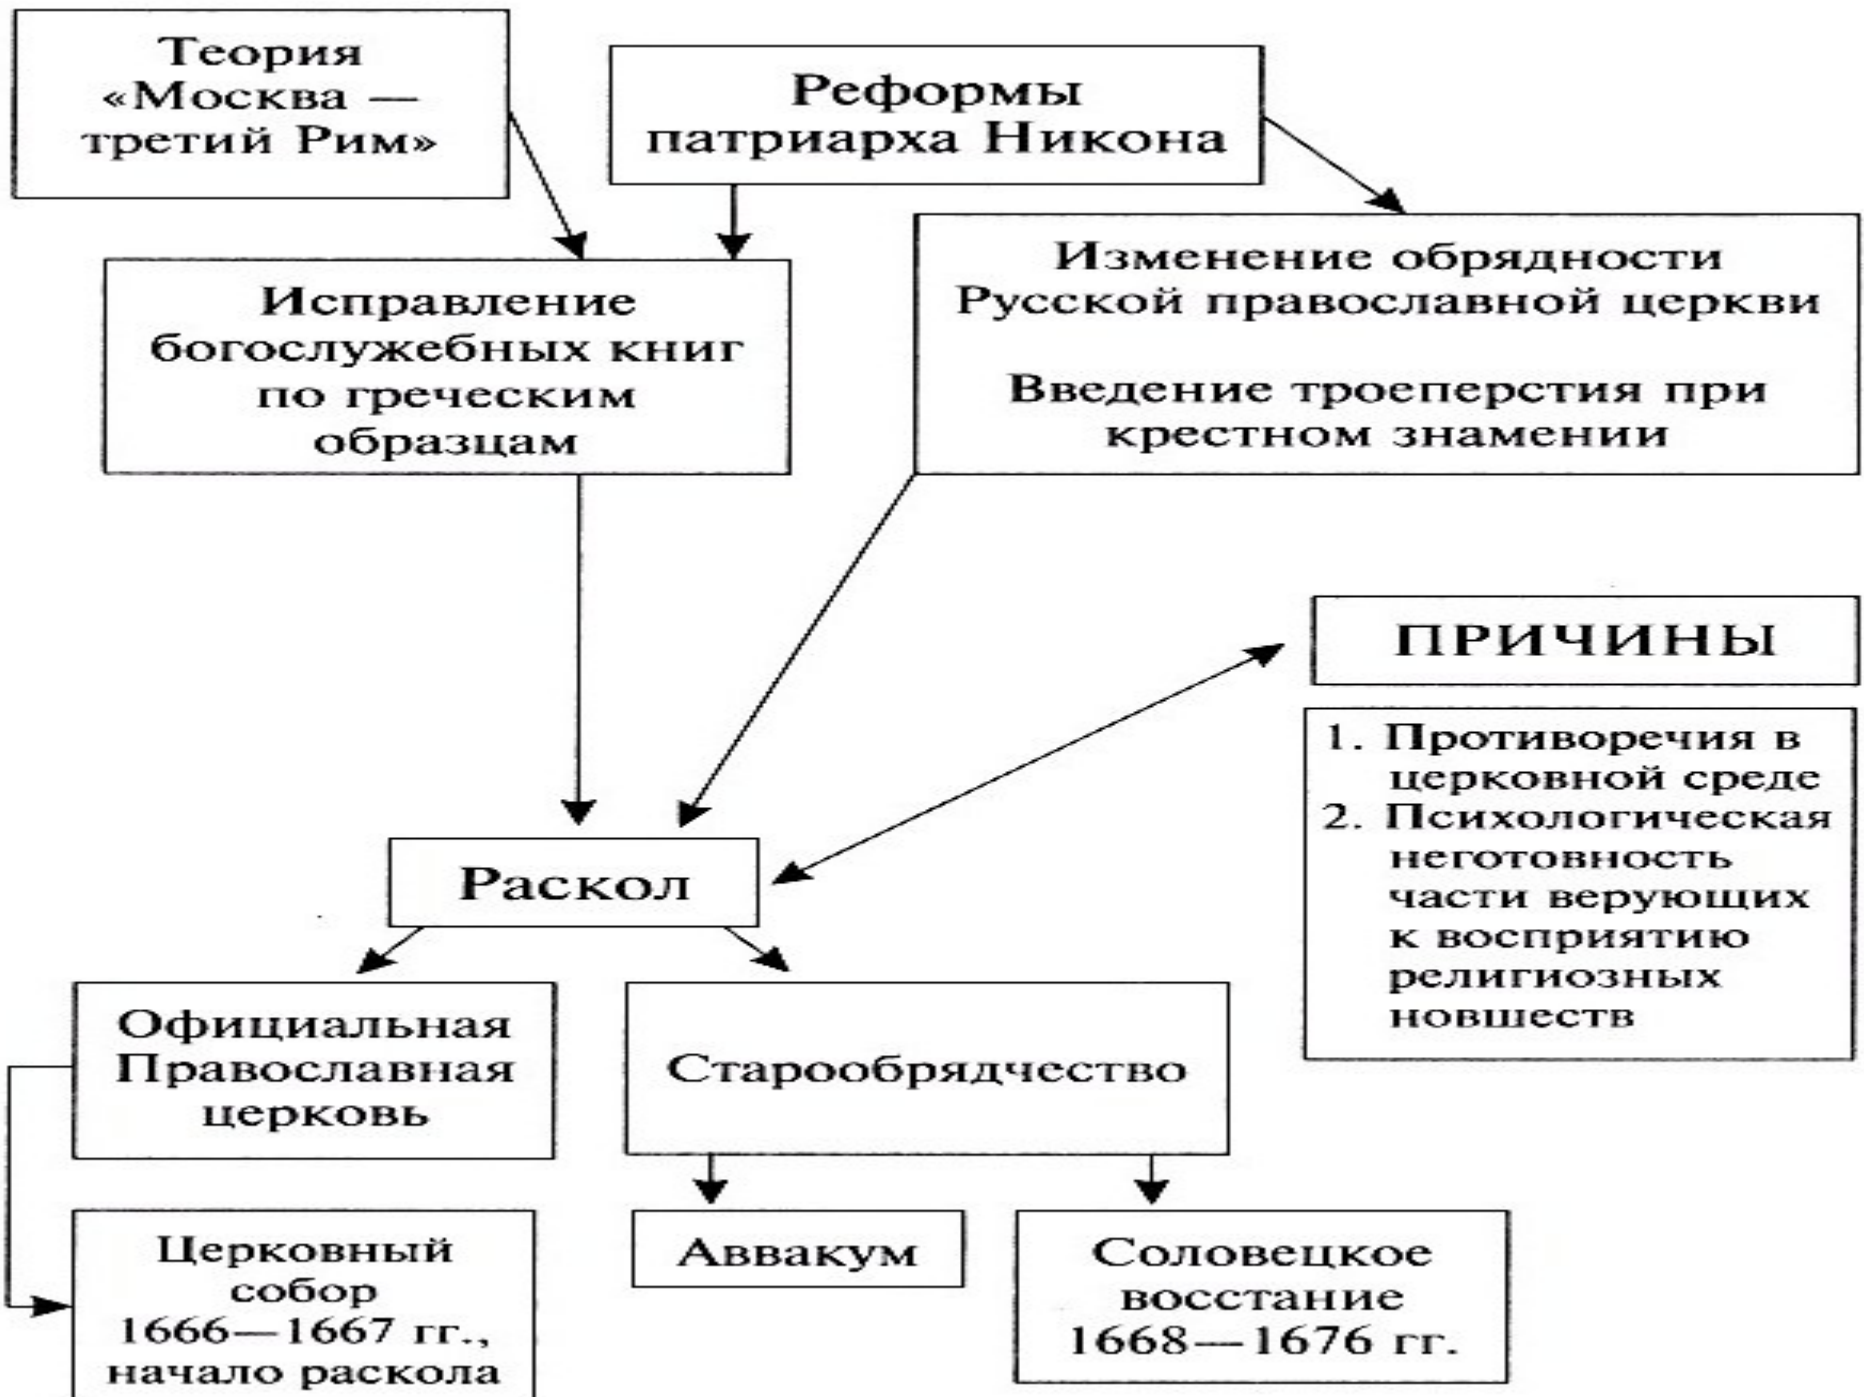 Теория
«Москва —
третий Рим»
Реформы
патриарха Никона
Исправление
богослужебных книг
по греческим
образцам
Изменение обрядности
Русской православной церкви
Введение троеперстия при
крестном знамении
ПРИЧИНЫ
1. Противоречия в
церковной среде
2. Психологическая
неготовность
части верующих
к восприятию
религиозных
новшеств
Раскол
Официальная
Православная
церковь
Старообрядчество
Церковный
собор
1666—1667 гг.,
начало раскола
Аввакум
Соловецкое
восстание
1668—1676 гг.